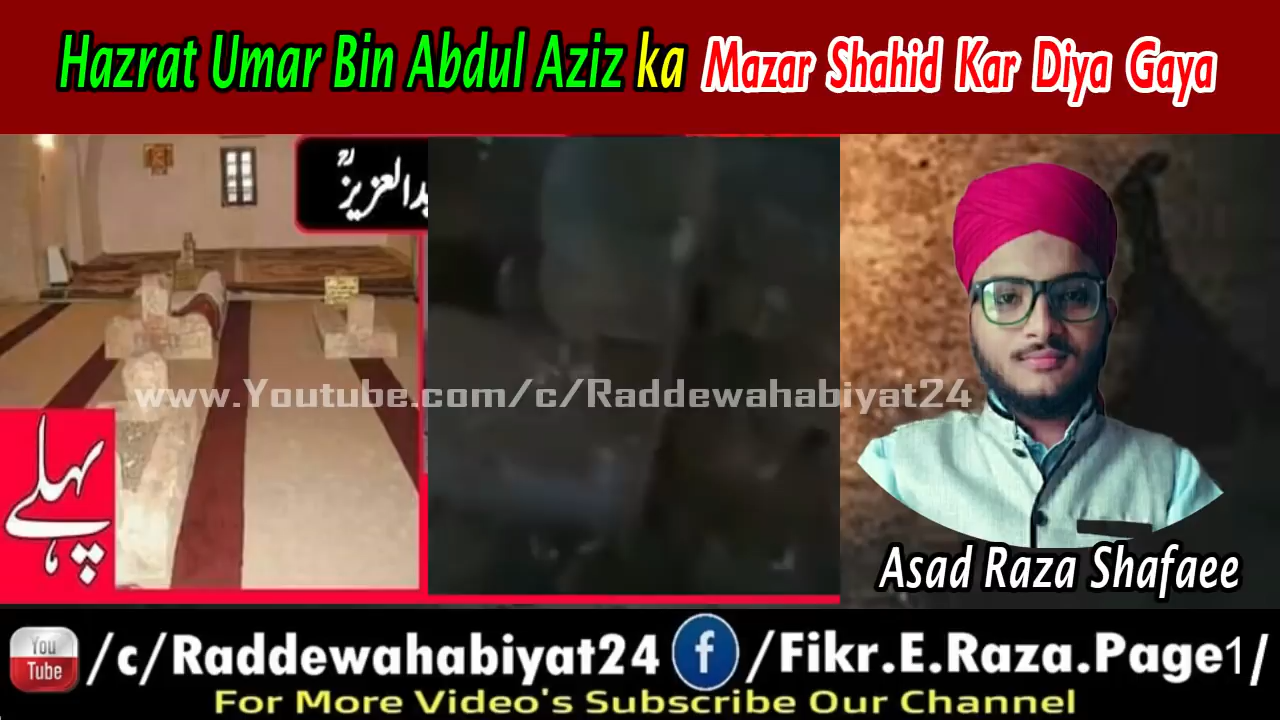 Hazrat Umar Bin Abdul Aziz ka Mazar Shahid Kar Diya Gaya
www.Youtube.com/c/Raddewahabiyat24
پہلے
Asad Raza Shafaee
You Tube /c/Raddewahabiyat24 f /Fikr.E.Raza.Page1/
For More Video's Subscribe Our Channel